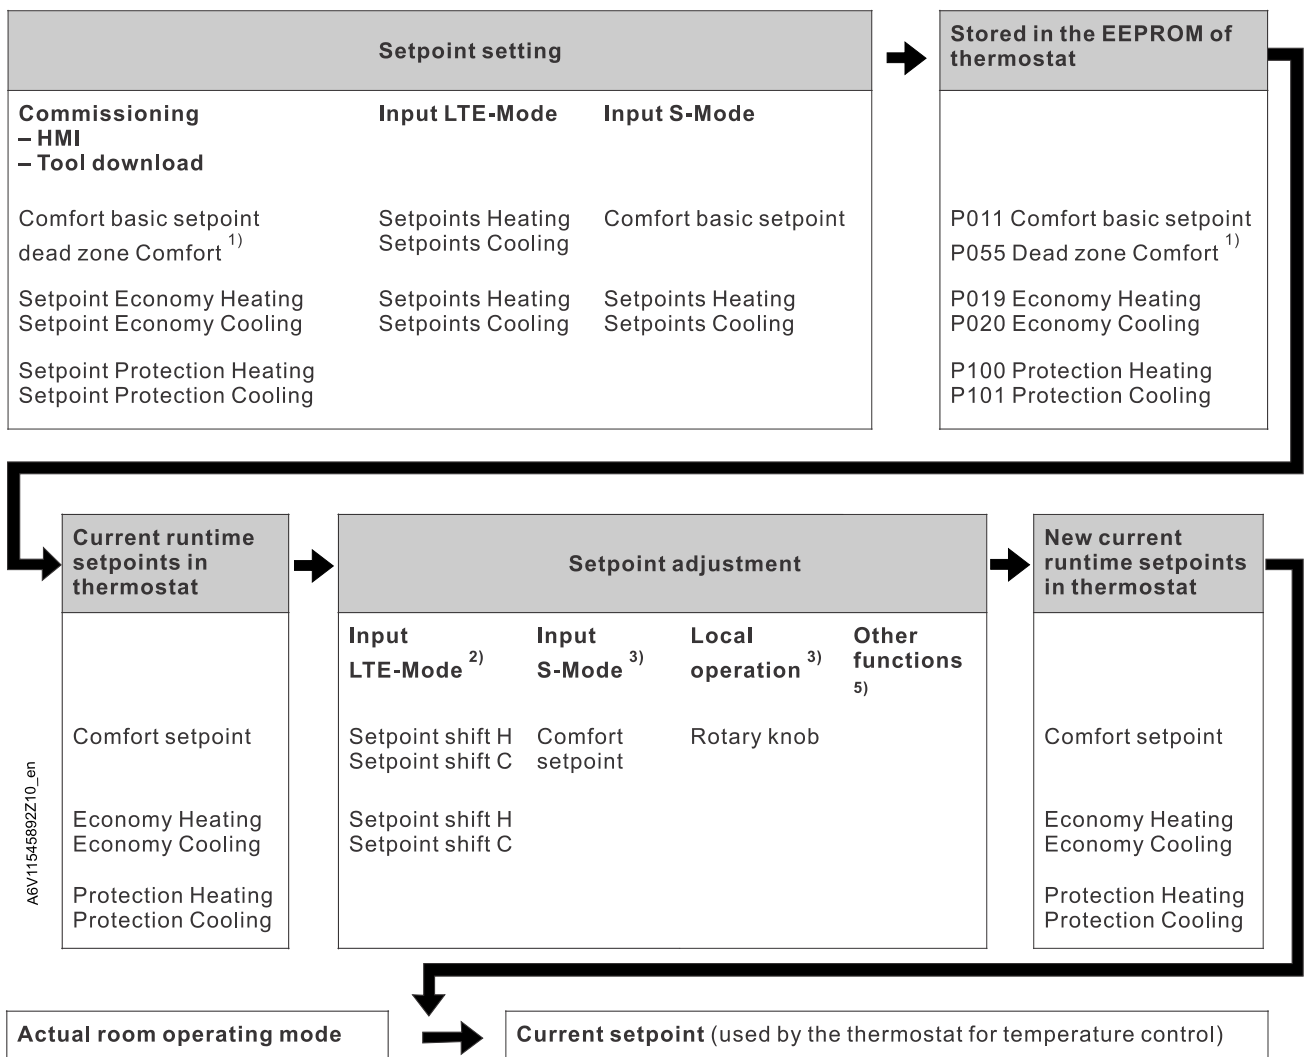 Setpoint setting
Stored in the EEPROM of
thermostat
Commissioning
– HMI
– Tool download
Input LTE-Mode
Input S-Mode
Comfort basic setpoint
dead zone Comfort 1)
Setpoints Heating
Setpoints Cooling
Comfort basic setpoint
P011 Comfort basic setpoint
P055 Dead zone Comfort 1)
Setpoint Economy Heating
Setpoint Economy Cooling
Setpoints Heating
Setpoints Cooling
Setpoints Heating
Setpoints Cooling
P019 Economy Heating
P020 Economy Cooling
Setpoint Protection Heating
Setpoint Protection Cooling
P100 Protection Heating
P101 Protection Cooling
Current runtime
setpoints in
thermostat
Setpoint adjustment
New current
runtime setpoints
in thermostat
Input
LTE-Mode 2)
Input
S-Mode 3)
Local
operation 3)
Other
functions
5)
Comfort setpoint
Setpoint shift H
Setpoint shift C
Comfort
setpoint
Rotary knob
Comfort setpoint
Economy Heating
Economy Cooling
Setpoint shift H
Setpoint shift C
Economy Heating
Economy Cooling
Protection Heating
Protection Cooling
Protection Heating
Protection Cooling
A6V11545892Z10_en
Actual room operating mode
Current setpoint (used by the thermostat for temperature control)